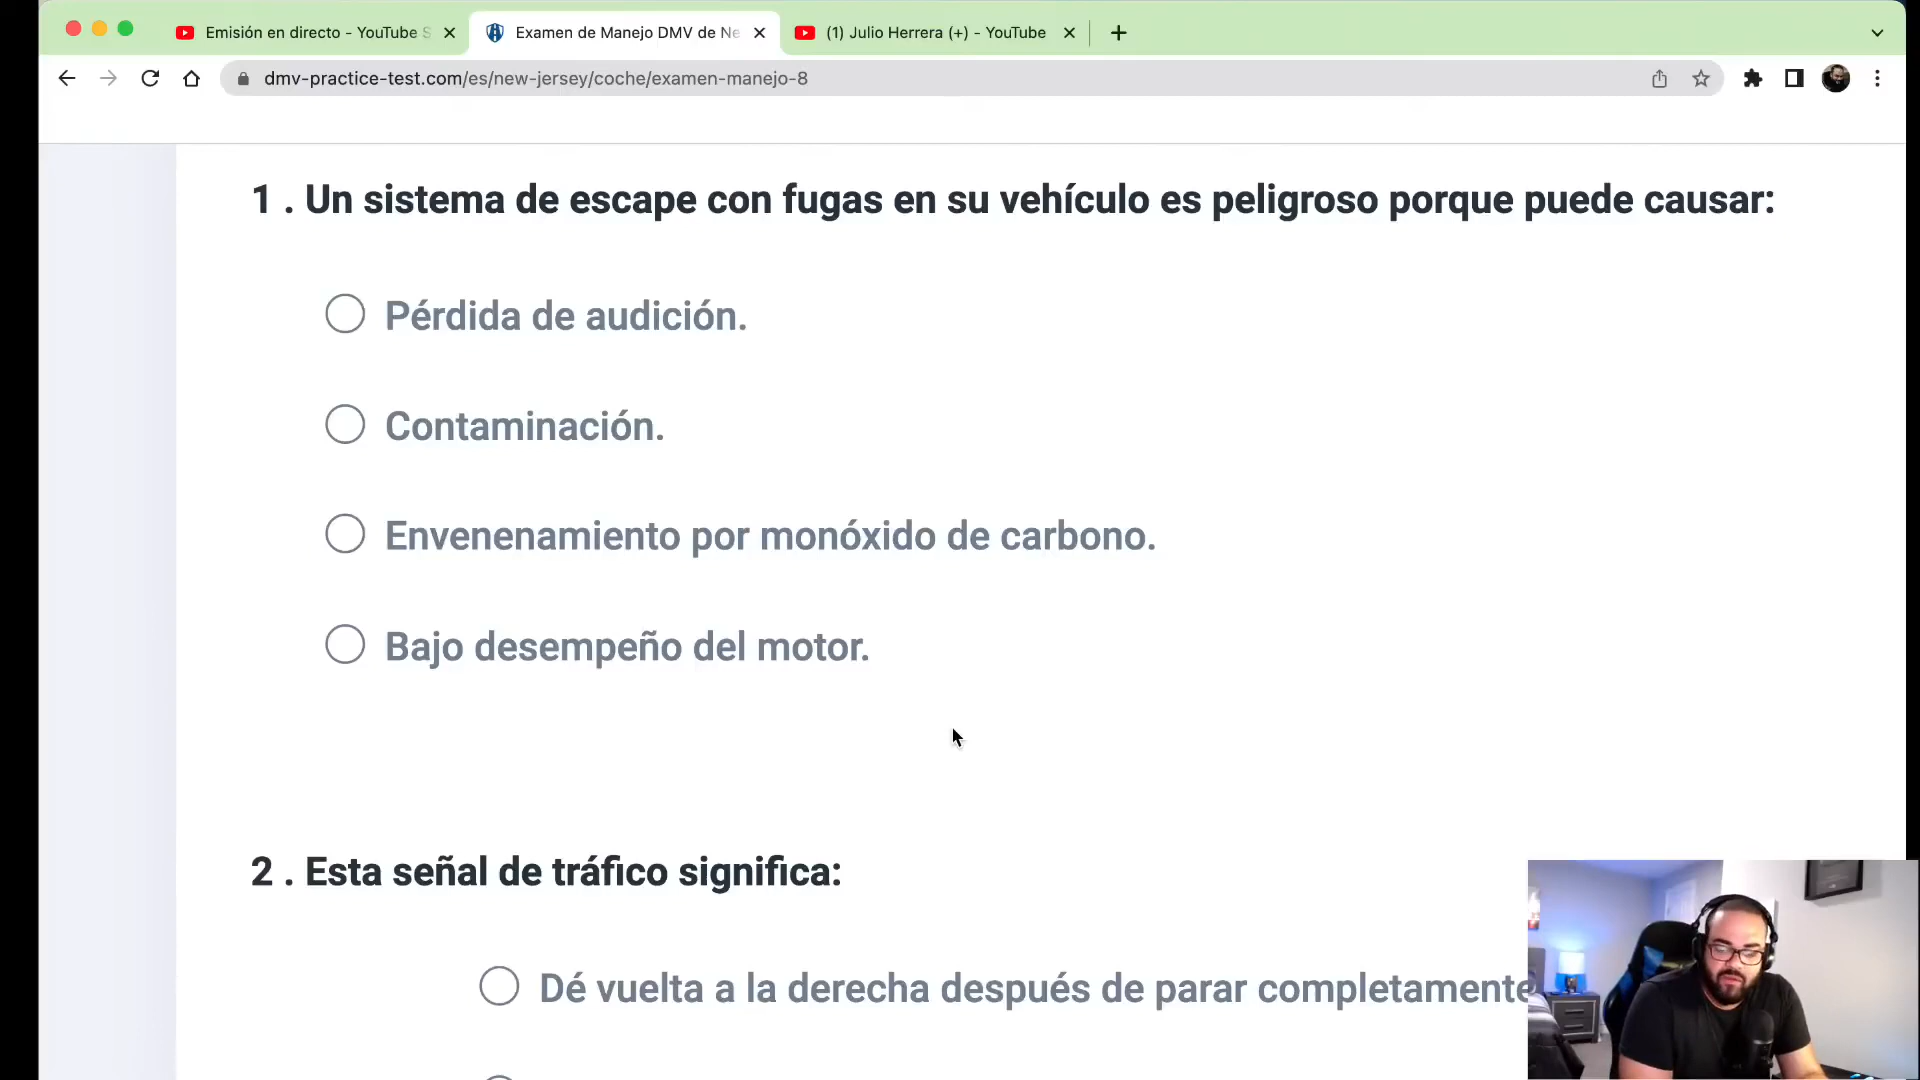 Emisión en directo - YouTube S
Examen de Manejo DMV de Ne
(1) Julio Herrera (+) - YouTube
dmv-practice-test.com/es/new-jersey/coche/examen-manejo-8
1 . Un sistema de escape con fugas en su vehículo es peligroso porque puede causar:
Pérdida de audición.
Contaminación.
Envenenamiento por monóxido de carbono.
Bajo desempeño del motor.
2 . Esta señal de tráfico significa:
Dé vuelta a la derecha después de parar completamente